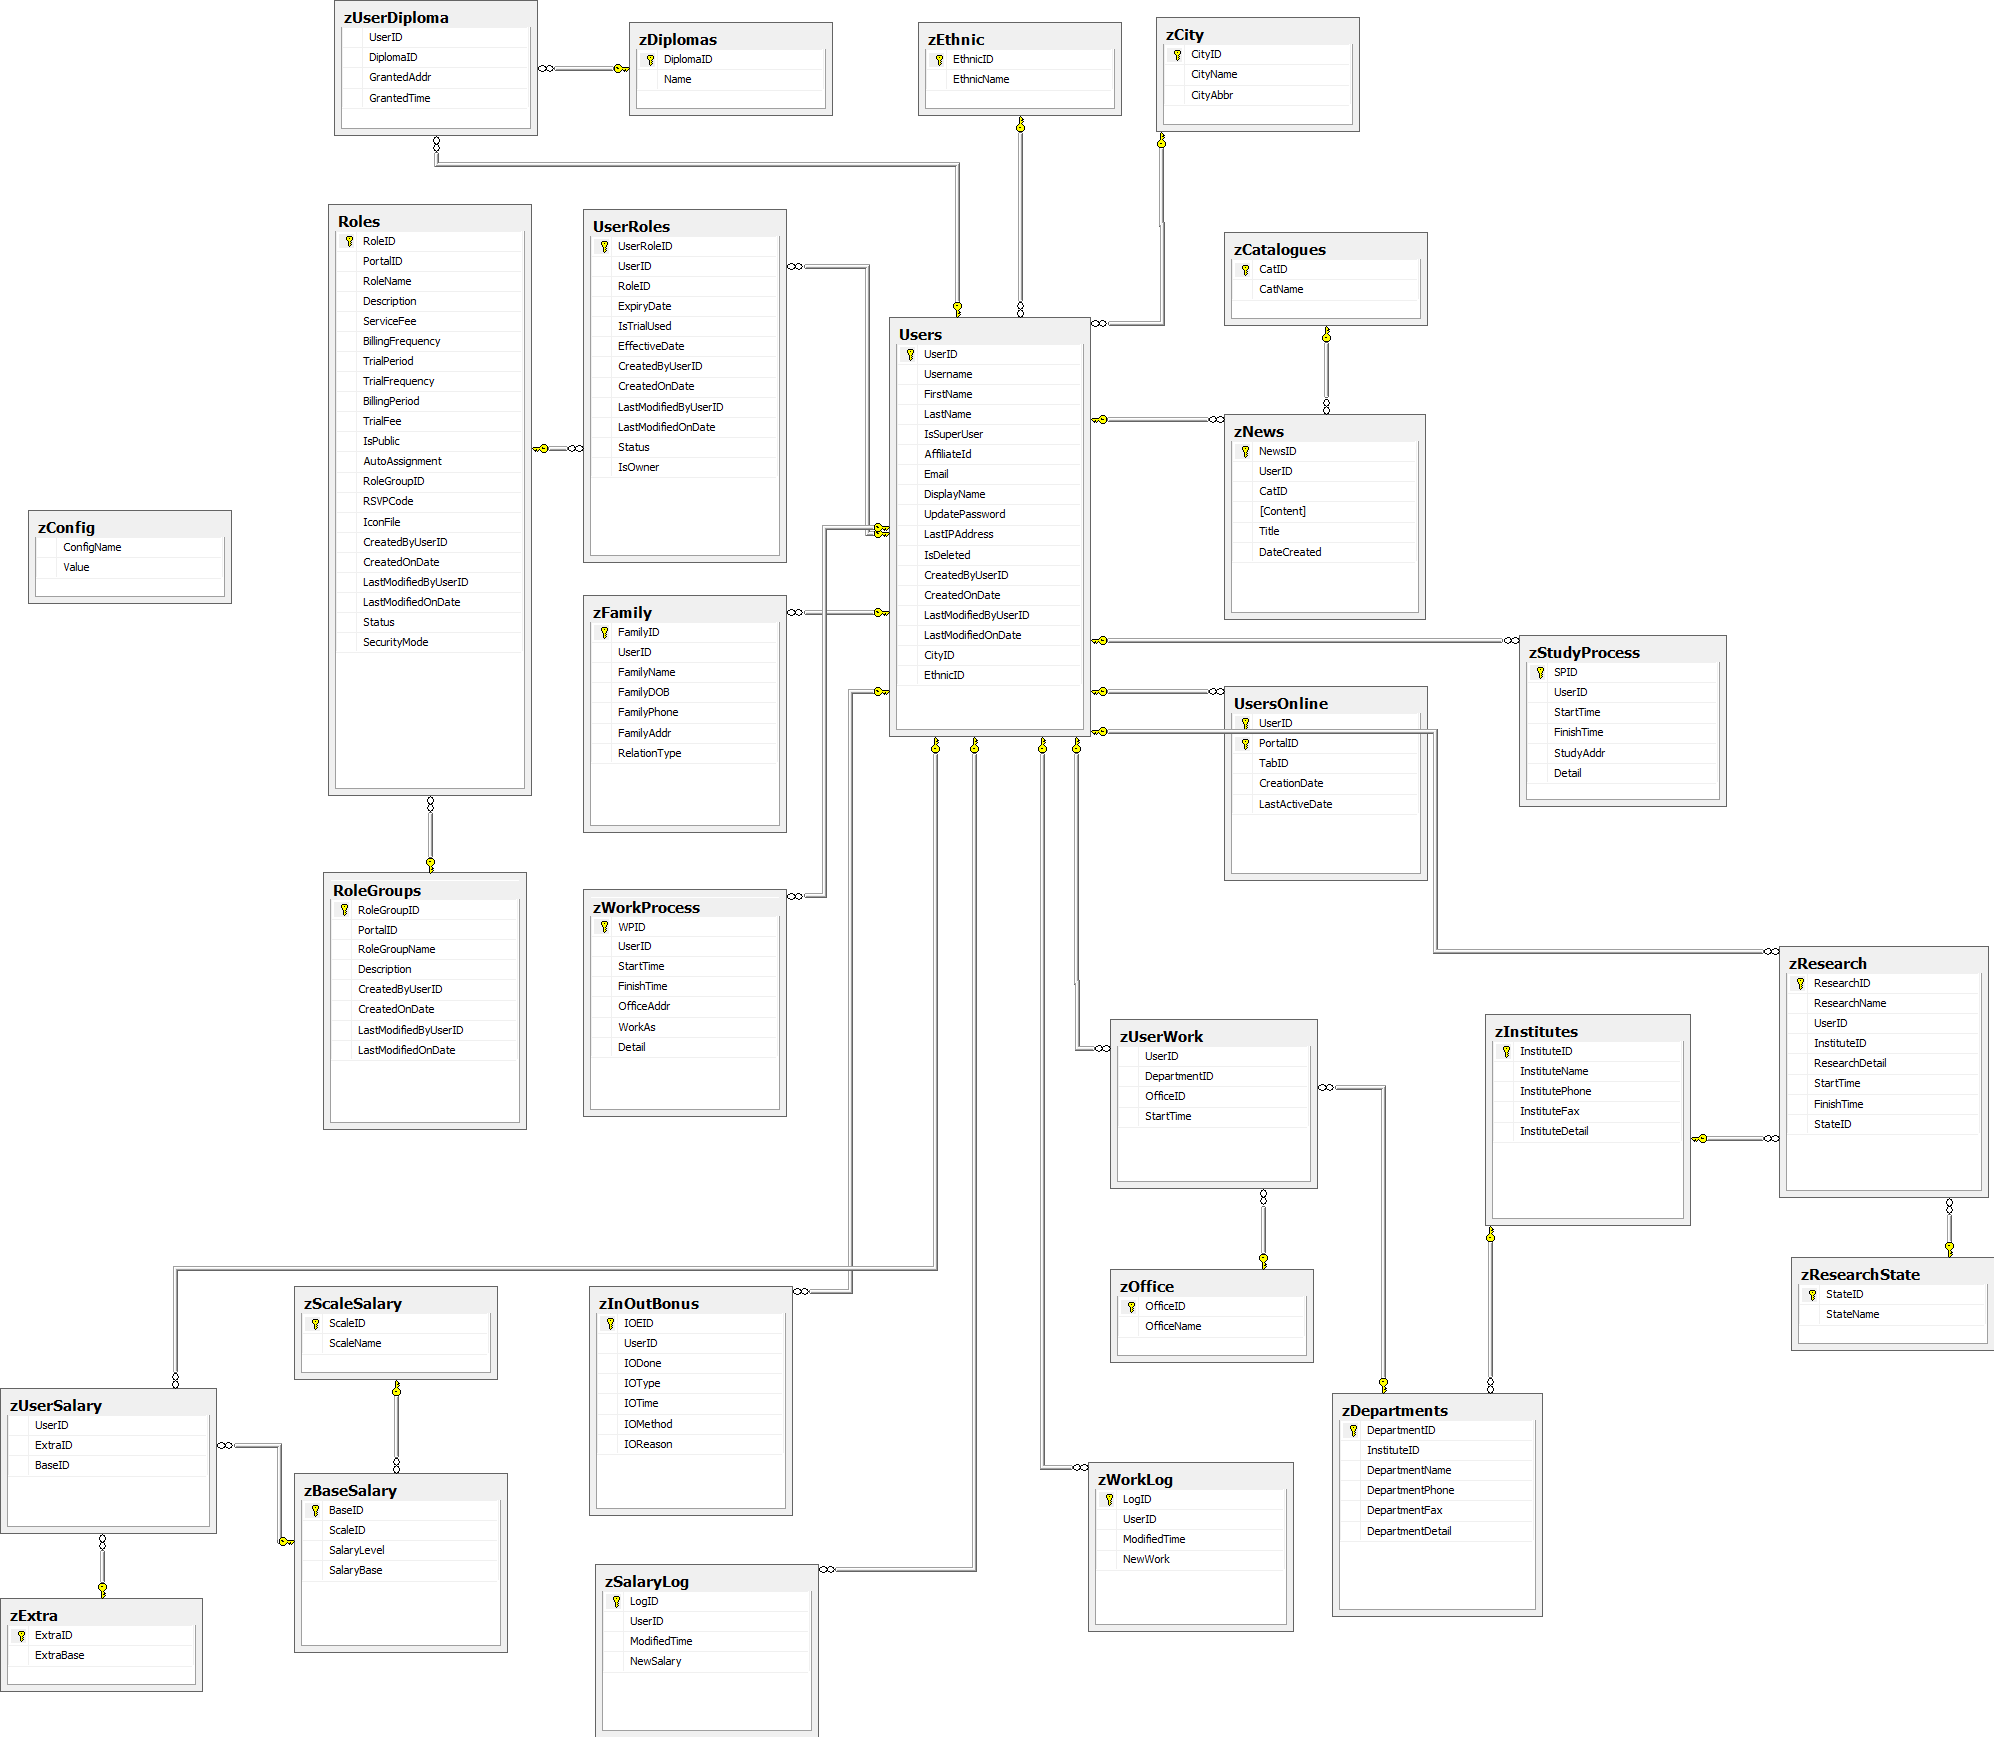 zUserDiploma
UserID
DiplomaID
GrantedAddr
GrantedTime
zDiplomas
DiplomaID
Name
zEthnic
EthnicID
EthnicName
zCity
CityID
CityName
CityAbbr
Roles
RoleID
PortalID
RoleName
Description
ServiceFee
BillingFrequency
TrialPeriod
TrialFrequency
BillingPeriod
TrialFee
IsPublic
AutoAssignment
RoleGroupID
RSVPCode
IconFile
CreatedByUserID
CreatedOnDate
LastModifiedByUserID
LastModifiedOnDate
Status
SecurityMode
UserRoles
UserRoleID
UserID
RoleID
ExpiryDate
IsTrialUsed
EffectiveDate
CreatedByUserID
CreatedOnDate
LastModifiedByUserID
LastModifiedOnDate
Status
IsOwner
zCatalogues
CatID
CatName
Users
UserID
Username
FirstName
LastName
IsSuperUser
AffiliateId
Email
DisplayName
UpdatePassword
LastIPAddress
IsDeleted
CreatedByUserID
CreatedOnDate
LastModifiedByUserID
LastModifiedOnDate
CityID
EthnicID
zNews
NewsID
UserID
CatID
[Content]
Title
DateCreated
zConfig
ConfigName
Value
zFamily
FamilyID
UserID
FamilyName
FamilyDOB
FamilyPhone
FamilyAddr
RelationType
zStudyProcess
SPID
UserID
StartTime
FinishTime
StudyAddr
Detail
UsersOnline
UserID
PortalID
TabID
CreationDate
LastActiveDate
RoleGroups
RoleGroupID
PortalID
RoleGroupName
Description
CreatedByUserID
CreatedOnDate
LastModifiedByUserID
LastModifiedOnDate
zWorkProcess
WPID
UserID
StartTime
FinishTime
OfficeAddr
WorkAs
Detail
zResearch
ResearchID
ResearchName
UserID
InstituteID
ResearchDetail
StartTime
FinishTime
StateID
zUserWork
UserID
DepartmentID
OfficeID
StartTime
zInstitutes
InstituteID
InstituteName
InstitutePhone
InstituteFax
InstituteDetail
zResearchState
StateID
StateName
zOffice
OfficeID
OfficeName
zScaleSalary
ScaleID
ScaleName
zInOutBonus
IOEID
UserID
IODone
IOType
IOTime
IOMethod
IOReason
zUserSalary
UserID
ExtraID
BaseID
zDepartments
DepartmentID
InstituteID
DepartmentName
DepartmentPhone
DepartmentFax
DepartmentDetail
zBaseSalary
BaseID
ScaleID
SalaryLevel
SalaryBase
zWorkLog
LogID
UserID
ModifiedTime
NewWork
zSalaryLog
LogID
UserID
ModifiedTime
NewSalary
zExtra
ExtraID
ExtraBase